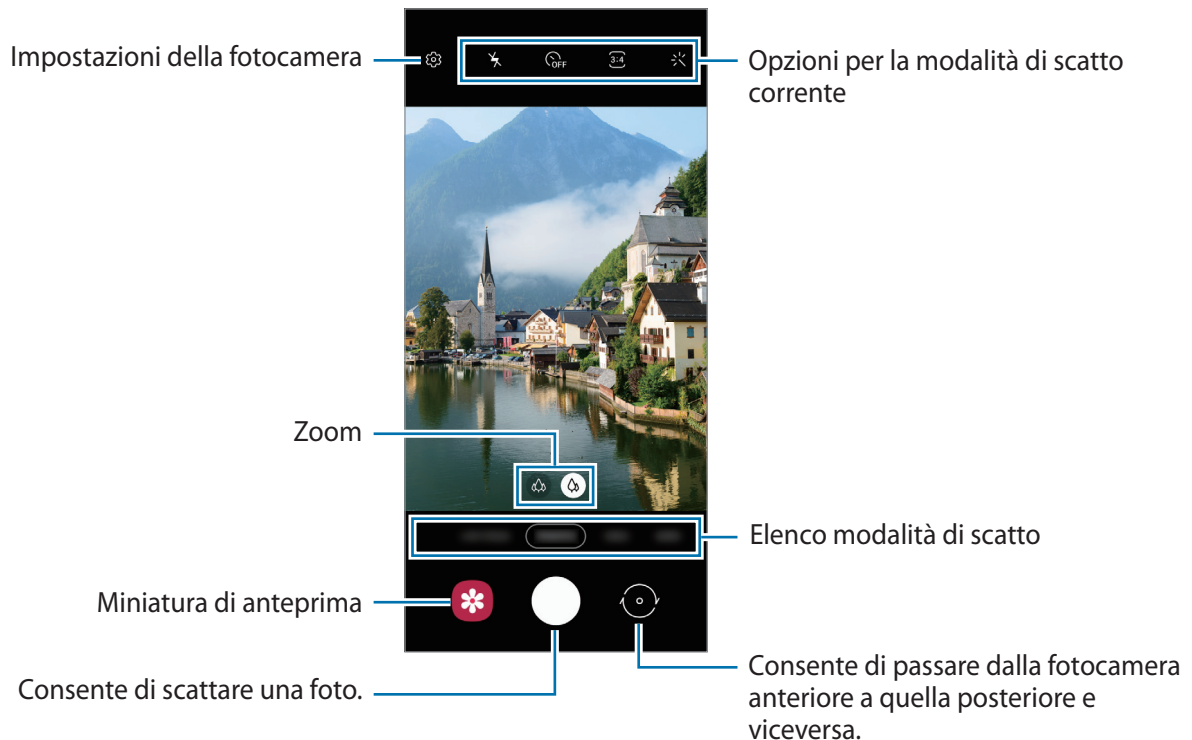 Impostazioni della fotocamera
OFF
3:4
Opzioni per la modalità di scatto
corrente
Zoom
Elenco modalità di scatto
Miniatura di anteprima
Consente di scattare una foto.
Consente di passare dalla fotocamera
anteriore a quella posteriore e
viceversa.